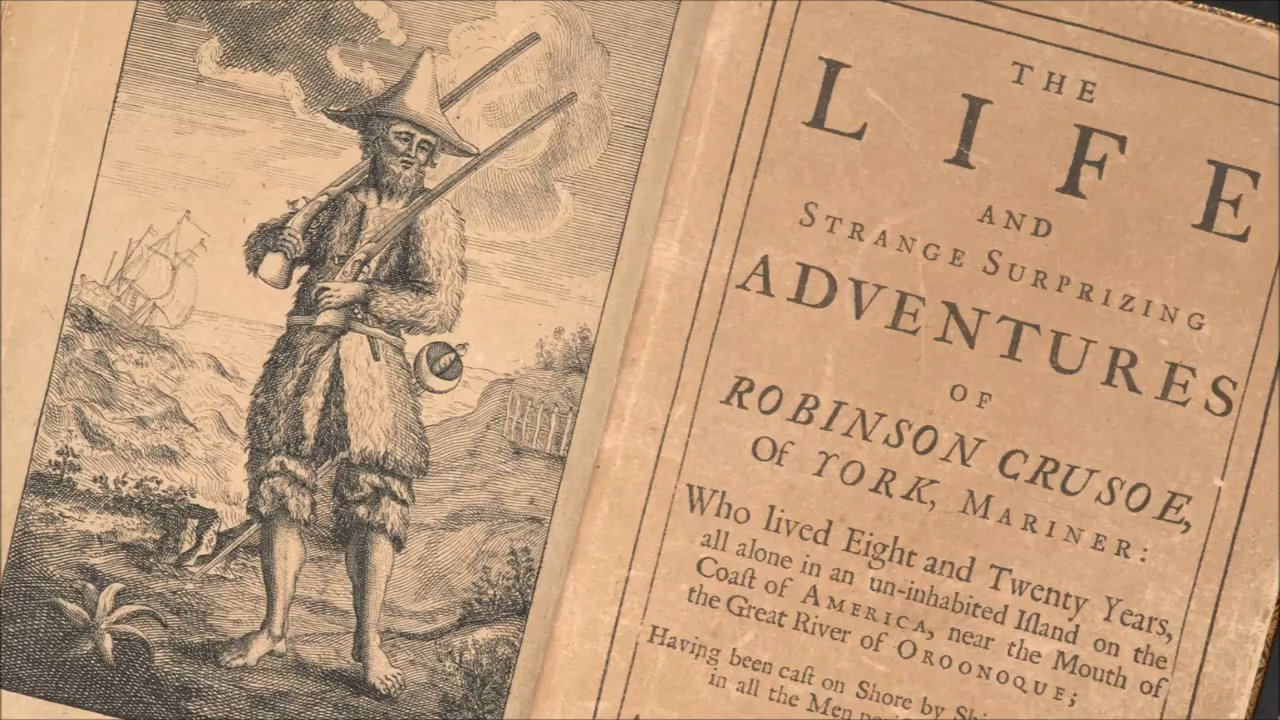 THE
LIFE
AND
STRANGE SURPRIZING
ADVENTURES
OF
ROBINSON CRUSOE,
Of YORK, MARINER:
Who lived Eight and Twenty Years,
all alone in an un-inhabited Iſland on the
Coaſt of AMERICA, near the Mouth of
the Great River of OROONOQUE;
Having been caſt on Shore by
in all the Men